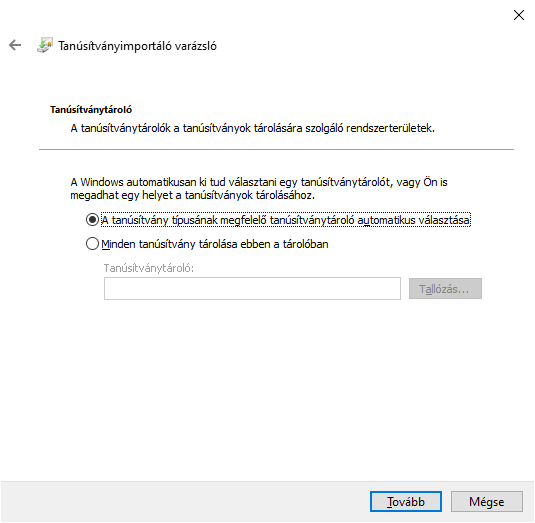 Tanúsítványimportáló varázsló
Tanúsítványtároló
A tanúsítványtárolók a tanúsítványok tárolására szolgáló rendszerterületek.
A Windows automatikusan ki tud választani egy tanúsítványtárolót, vagy Ön is
megadhat egy helyet a tanúsítványok tárolásához.
A tanúsítvány típusának megfelelő tanúsítványtároló automatikus választása
Minden tanúsítvány tárolása ebben a tárolóban
Tanúsítványtároló:
Tallózás...
Tovább
Mégse